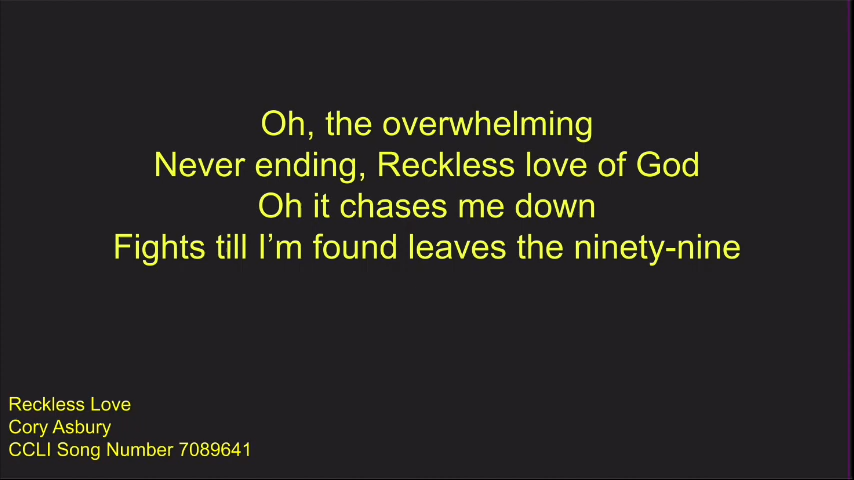 Oh, the overwhelming
Never ending, Reckless love of God
Oh it chases me down
Fights till I’m found leaves the ninety-nine
Reckless Love
Cory Asbury
CCLI Song Number 7089641